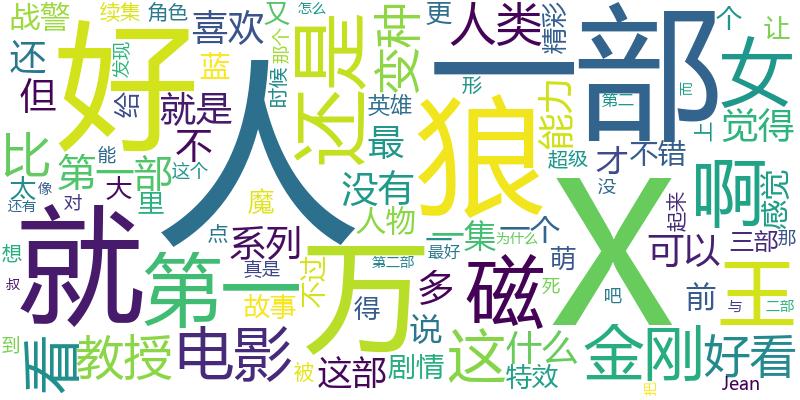 战警
续集
角色
喜欢
又
怎么
那个
时候
发现
还
但
给
就是
蓝
好
不
人
还是
变种
更
人类
精彩
个
让
一
部
女
形
英雄
最
狼
能力
第二
上
而
觉得
比
第一部
能
这个
太
像
还有
对
大
里
没有
超级
才
不错
没
啊
感觉
起来
魔
人物
点
系列
真是
一集
一个
为什么
第二部
最好
萌
X
可以
三部
那
想
叔
就
第一
故事
不过
万
得
多
磁
死
吧
前
王
与
二部
到
看
教授
电影
被
这部
说
剧情
这
什么
特效
金刚
好看
把
Jean